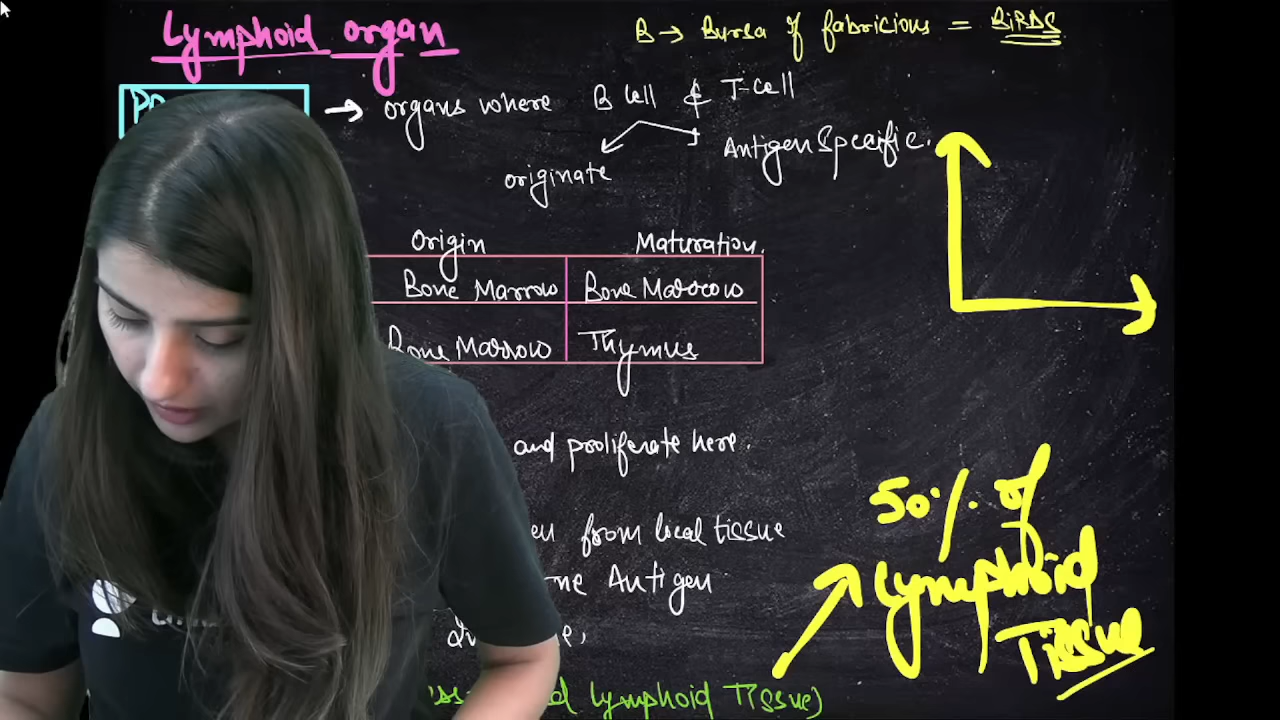 Lymphoid organ
B → Bursa of fabricious = BiRDS
→ organs where B cell & T-cell
originate
Antigen Specific.
Origin Maturation.
Bone Marrow Bone Marrow
Bone Marrow Thymus
and proliferate here.
from local tissue
Antigen
50% of
Lymphoid
Tissue
Lymphoid Tissue)